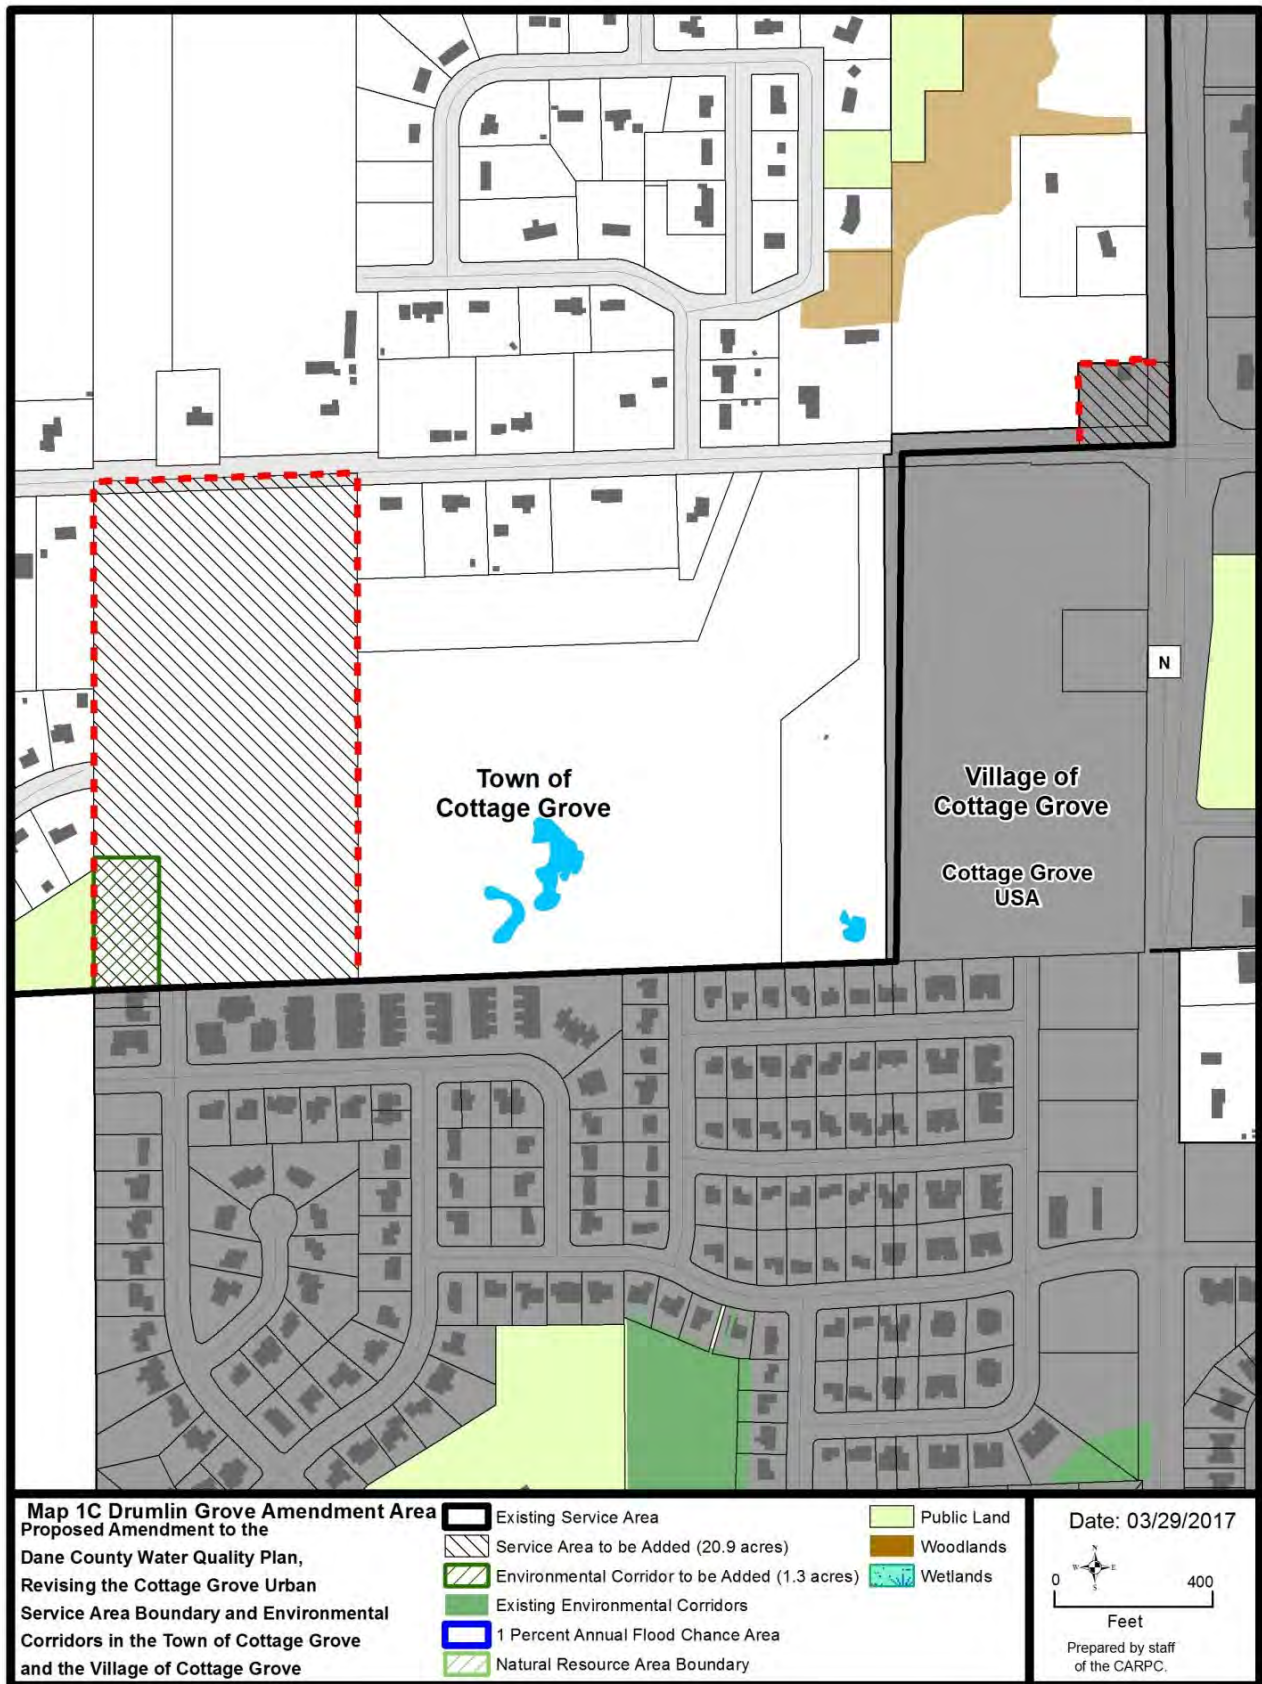 N
Town of
Cottage Grove
Village of
Cottage Grove
Cottage Grove
USA
Map 1C Drumlin Grove Amendment Area
Proposed Amendment to the
Dane County Water Quality Plan,
Revising the Cottage Grove Urban
Service Area Boundary and Environmental
Corridors in the Town of Cottage Grove
and the Village of Cottage Grove
Existing Service Area
Service Area to be Added (20.9 acres)
Environmental Corridor to be Added (1.3 acres)
Existing Environmental Corridors
1 Percent Annual Flood Chance Area
Natural Resource Area Boundary
Public Land
Woodlands
Wetlands
Date: 03/29/2017
N
W E
S
0 400
Feet
Prepared by staff
of the CARPC.